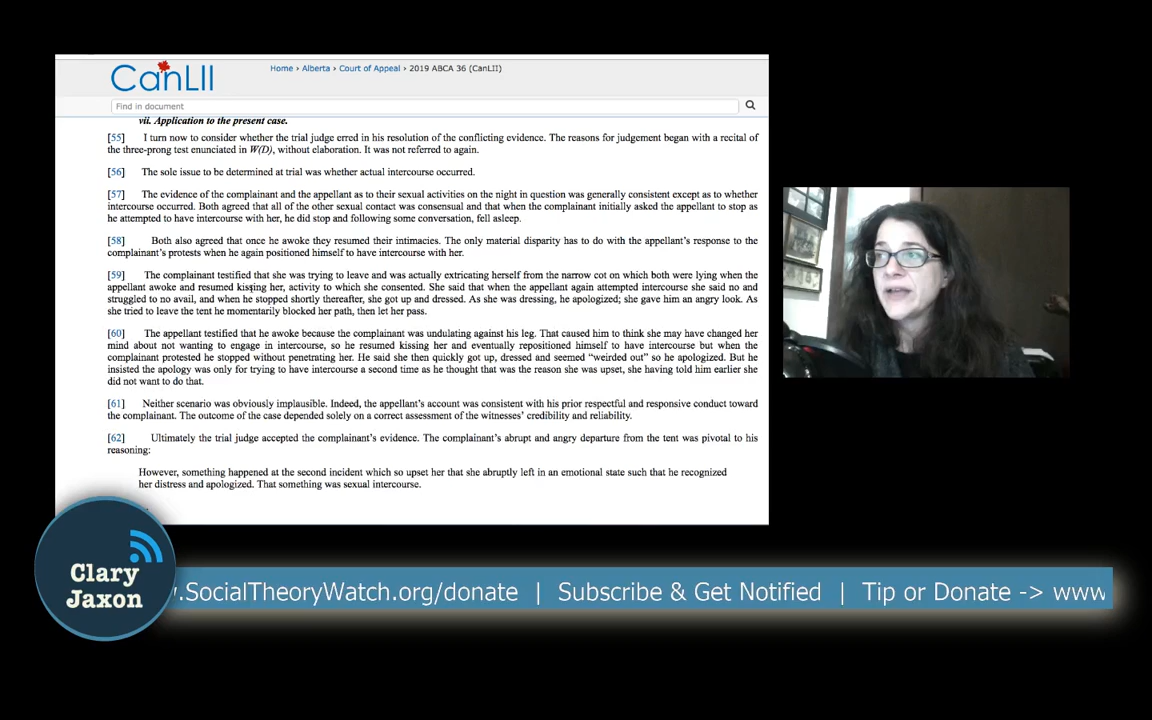 CanLII
Home › Alberta › Court of Appeal › 2019 ABCA 36 (CanLII)
Find in document
vii. Application to the present case.
[55] I turn now to consider whether the trial judge erred in his resolution of the conflicting evidence. The reasons for judgement began with a recital of
the three-prong test enunciated in W(D), without elaboration. It was not referred to again.
[56] The sole issue to be determined at trial was whether actual intercourse occurred.
[57] The evidence of the complainant and the appellant as to their sexual activities on the night in question was generally consistent except as to whether
intercourse occurred. Both agreed that all of the other sexual contact was consensual and that when the complainant initially asked the appellant to stop as
he attempted to have intercourse with her, he did stop and following some conversation, fell asleep.
[58] Both also agreed that once he awoke they resumed their intimacies. The only material disparity has to do with the appellant's response to the
complainant's protests when he again positioned himself to have intercourse with her.
[59] The complainant testified that she was trying to leave and was actually extricating herself from the narrow cot on which both were lying when the
appellant awoke and resumed kissing her, activity to which she consented. She said that when the appellant again attempted intercourse she said no and
struggled to no avail, and when he stopped shortly thereafter, she got up and dressed. As she was dressing, he apologized; she gave him an angry look. As
she tried to leave the tent he momentarily blocked her path, then let her pass.
[60] The appellant testified that he awoke because the complainant was undulating against his leg. That caused him to think she may have changed her
mind about not wanting to engage in intercourse, so he resumed kissing her and eventually repositioned himself to have intercourse but when the
complainant protested he stopped without penetrating her. He said she then quickly got up, dressed and seemed “weirded out” so he apologized. But he
insisted the apology was only for trying to have intercourse a second time as he thought that was the reason she was upset, she having told him earlier she
did not want to do that.
[61] Neither scenario was obviously implausible. Indeed, the appellant's account was consistent with his prior respectful and responsive conduct toward
the complainant. The outcome of the case depended solely on a correct assessment of the witnesses' credibility and reliability.
[62] Ultimately the trial judge accepted the complainant's evidence. The complainant's abrupt and angry departure from the tent was pivotal to his
reasoning:
However, something happened at the second incident which so upset her that she abruptly left in an emotional state such that he recognized
her distress and apologized. That something was sexual intercourse.
Clary
Jaxon
.SocialTheoryWatch.org/donate | Subscribe & Get Notified | Tip or Donate -> www